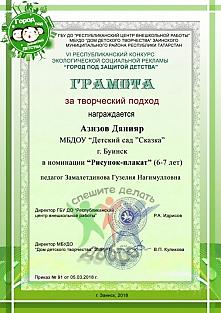 Город
детства
ГБУ ДО "РЕСПУБЛИКАНСКИЙ ЦЕНТР ВНЕШКОЛЬНОЙ РАБОТЫ"
МБУДО "ДОМ ДЕТСКОГО ТВОРЧЕСТВА" ЗАИНСКОГО
МУНИЦИПАЛЬНОГО РАЙОНА РЕСПУБЛИКИ ТАТАРСТАН
VI РЕСПУБЛИКАНСКИЙ КОНКУРС
ЭКОЛОГИЧЕСКОЙ СОЦИАЛЬНОЙ РЕКЛАМЫ
"ГОРОД ПОД ЗАЩИТОЙ ДЕТСТВА"
ГРАМОТА
за творческий подход
награждается
Азизов Данияр
МБДОУ "Детский сад "Сказка"
г. Буинск
в номинации "Рисунок-плакат" (6-7 лет)
педагог Замалетдинова Гузелия Нагимулловна
спешите делать
добро
Директор ГБУ ДО "Республиканский
центр внешкольной работы" Р.А. Идрисов
Директор МБУДО
"Дом детского творчества" В.П. Куликова
Приказ № 91 от 05.03.2018 г.
г. Заинск, 2018